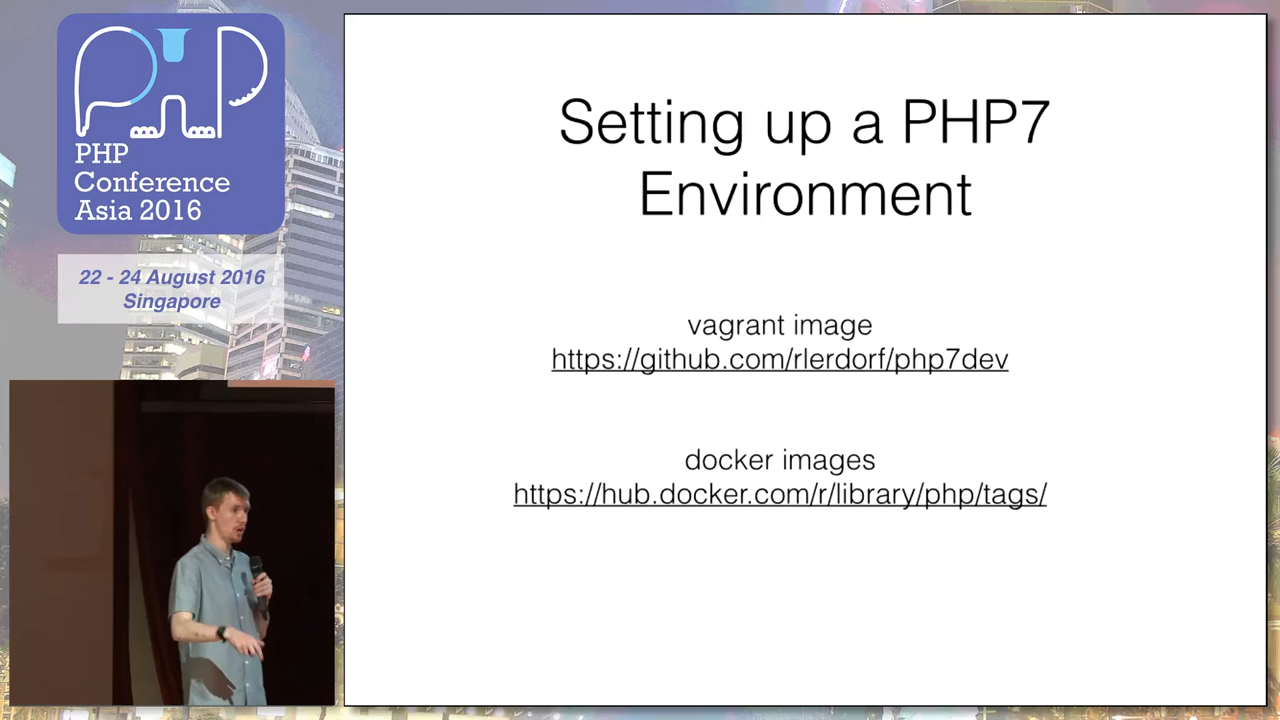 PHP
PHP
Conference
Asia 2016
22 - 24 August 2016
Singapore
Setting up a PHP7
Environment
vagrant image
https://github.com/rlerdorf/php7dev
docker images
https://hub.docker.com/r/library/php/tags/